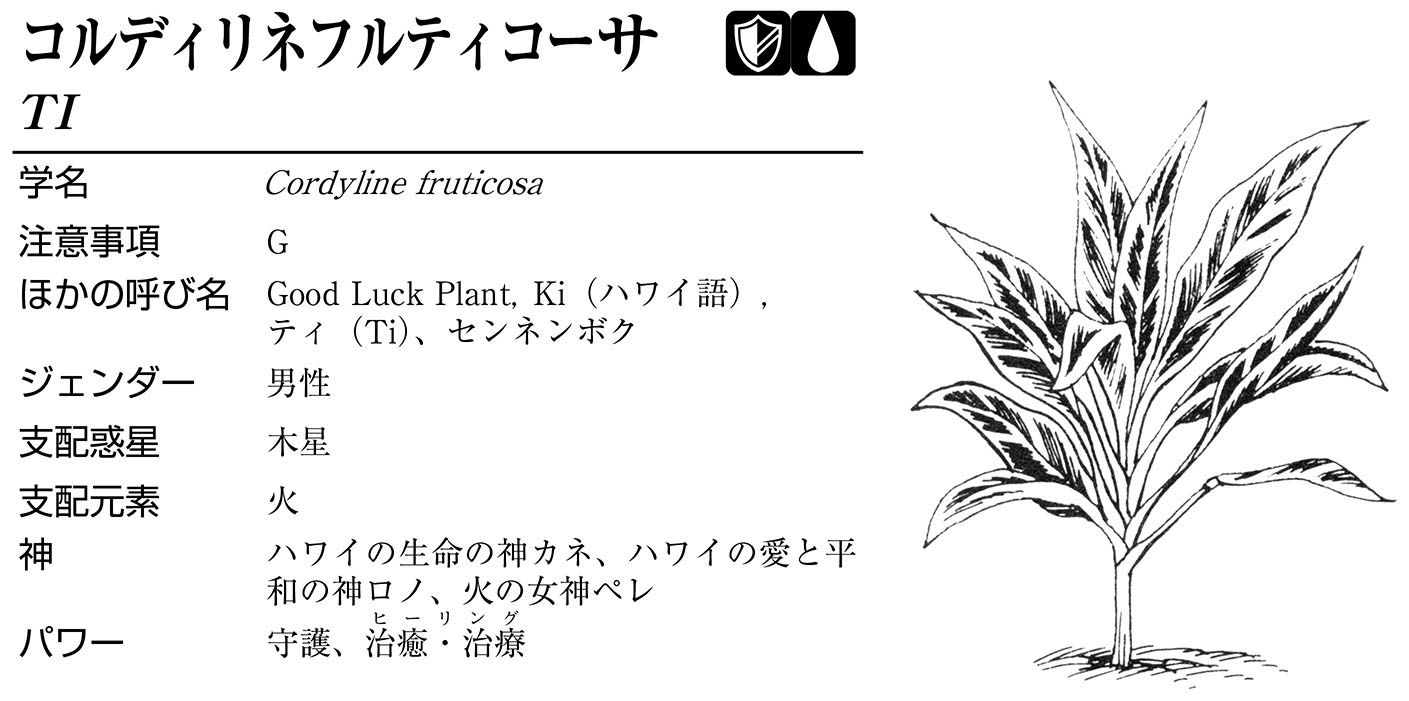 コルディリネフルティコーサ
TI
学名 Cordyline fruticosa
注意事項 G
ほかの呼び名 Good Luck Plant, Ki（ハワイ語）,
ティ（Ti）、センネンボク
ジェンダー 男性
支配惑星 木星
支配元素 火
神 ハワイの生命の神カネ、ハワイの愛と平
和の神ロノ、火の女神ペレ
ヒーリング
パワー 守護、治癒・治療